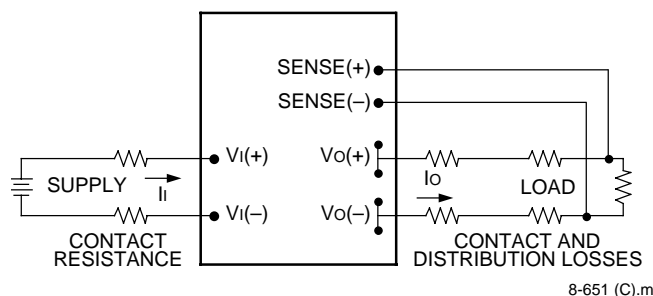 SENSE(+)
SENSE(–)
VI(+)
VO(+)
IO
SUPPLY
II
LOAD
VI(–)
VO(–)
CONTACT
RESISTANCE
CONTACT AND
DISTRIBUTION LOSSES
8-651 (C).m